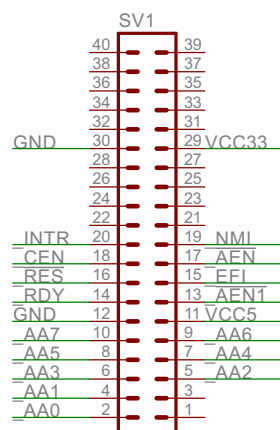 SV1
40 39
38 37
36 35
34 33
32 31
GND 30 29 VCC33
28 27
26 25
24 23
22 21
_INTR 20 19 _NMI
_CEN 18 17 _AEN
_RES 16 15 _EFI
_RDY 14 13 _AEN1
GND 12 11 VCC5
_AA7 10 9 _AA6
_AA5 8 7 _AA4
_AA3 6 5 _AA2
_AA1 4 3
_AA0 2 1